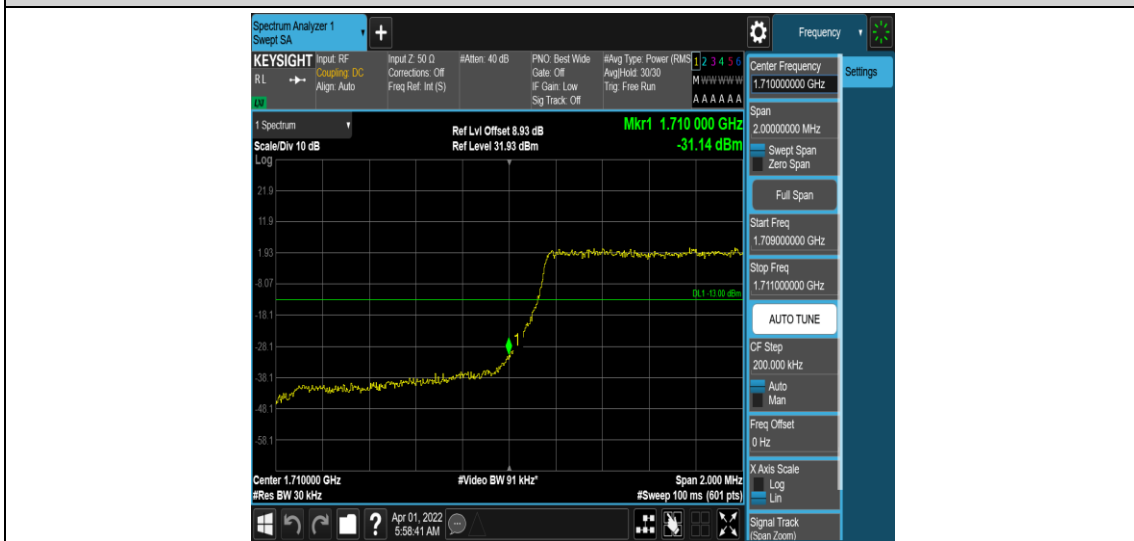 Spectrum Analyzer 1
Swept SA
Frequency
KEYSIGHT
RL
Input: RF
Coupling: DC
Align: Auto
Input Z: 50 Ω
Corrections: Off
Freq Ref: Int (S)
#Atten: 40 dB
PNO: Best Wide
Gate: Off
IF Gain: Low
Sig Track: Off
#Avg Type: Power (RMS
Avg|Hold: 30/30
Trig: Free Run
1 2 3 4 5 6
M W W W W W
A A A A A A
1 Spectrum
Scale/Div 10 dB
Ref Lvl Offset 8.93 dB
Ref Level 31.93 dBm
Mkr1 1.710 000 GHz
-31.14 dBm
Log
21.9
11.9
1.93
-8.07
-18.1
-28.1
-38.1
-48.1
-58.1
DL1 -13.00 dBm
1
Center 1.710000 GHz
#Res BW 30 kHz
#Video BW 91 kHz*
Span 2.000 MHz
#Sweep 100 ms (601 pts)
Center Frequency
1.710000000 GHz
Settings
Span
2.00000000 MHz
Swept Span
Zero Span
Full Span
Start Freq
1.709000000 GHz
Stop Freq
1.711000000 GHz
AUTO TUNE
CF Step
200.000 kHz
Auto
Man
Freq Offset
0 Hz
X Axis Scale
Log
Lin
Signal Track
(Span Zoom)
?
Apr 01, 2022
5:58:41 AM